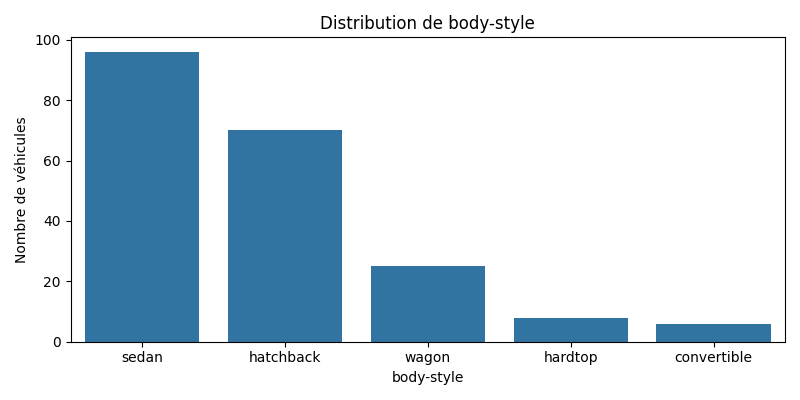 Distribution de body-style
Nombre de véhicules
100
80
60
40
20
0
sedan hatchback wagon hardtop convertible
body-style